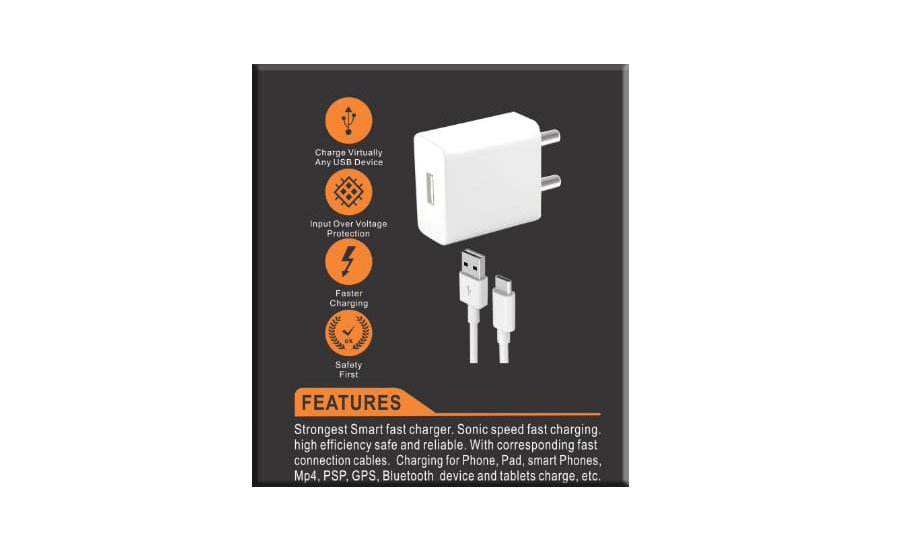 Charge Virtually
Any USB Device
Input Over Voltage
Protection
Faster
Charging
OK
Safety
First
FEATURES
Strongest Smart fast charger. Sonic speed fast charging.
high efficiency safe and reliable. With corresponding fast
connection cables. Charging for Phone, Pad, smart Phones,
Mp4, PSP, GPS, Bluetooth device and tablets charge, etc.